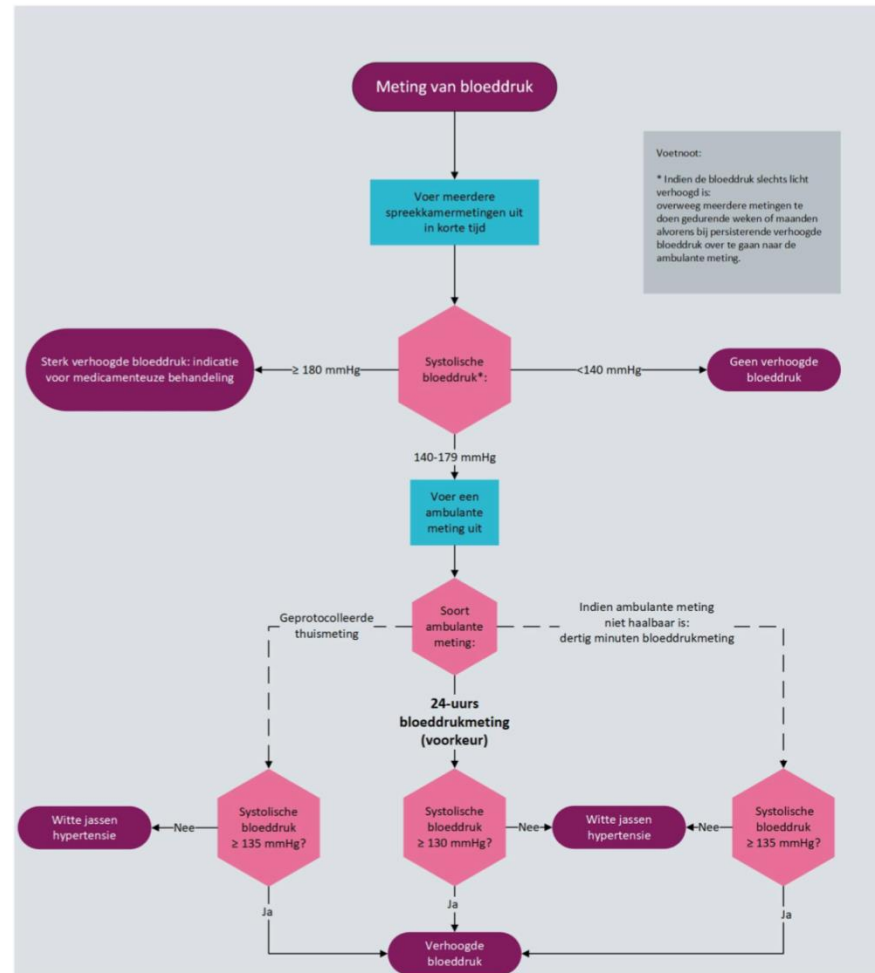 Meting van bloeddruk
Voetnoot:
* Indien de bloeddruk slechts licht
verhoogd is:
overweeg meerdere metingen te
doen gedurende weken of maanden
alvorens bij persisterende verhoogde
bloeddruk over te gaan naar de
ambulante meting.
Voer meerdere
spreekkamermetingen uit
in korte tijd
Sterk verhoogde bloeddruk: indicatie
voor medicamenteuze behandeling
≥ 180 mmHg
Systolische
bloeddruk*:
<140 mmHg
Geen verhoogde
bloeddruk
140-179 mmHg
Voer een
ambulante
meting uit
Geprotocolleerde
thuismeting
Soort
ambulante
meting:
Indien ambulante meting
niet haalbaar is:
dertig minuten bloeddrukmeting
24-uurs
bloeddrukmeting
(voorkeur)
Witte jassen
hypertensie
Nee
Systolische
bloeddruk
≥ 135 mmHg?
Systolische
bloeddruk
≥ 130 mmHg?
Nee
Witte jassen
hypertensie
Nee
Systolische
bloeddruk
≥ 135 mmHg?
Ja
Ja
Ja
Verhoogde
bloeddruk